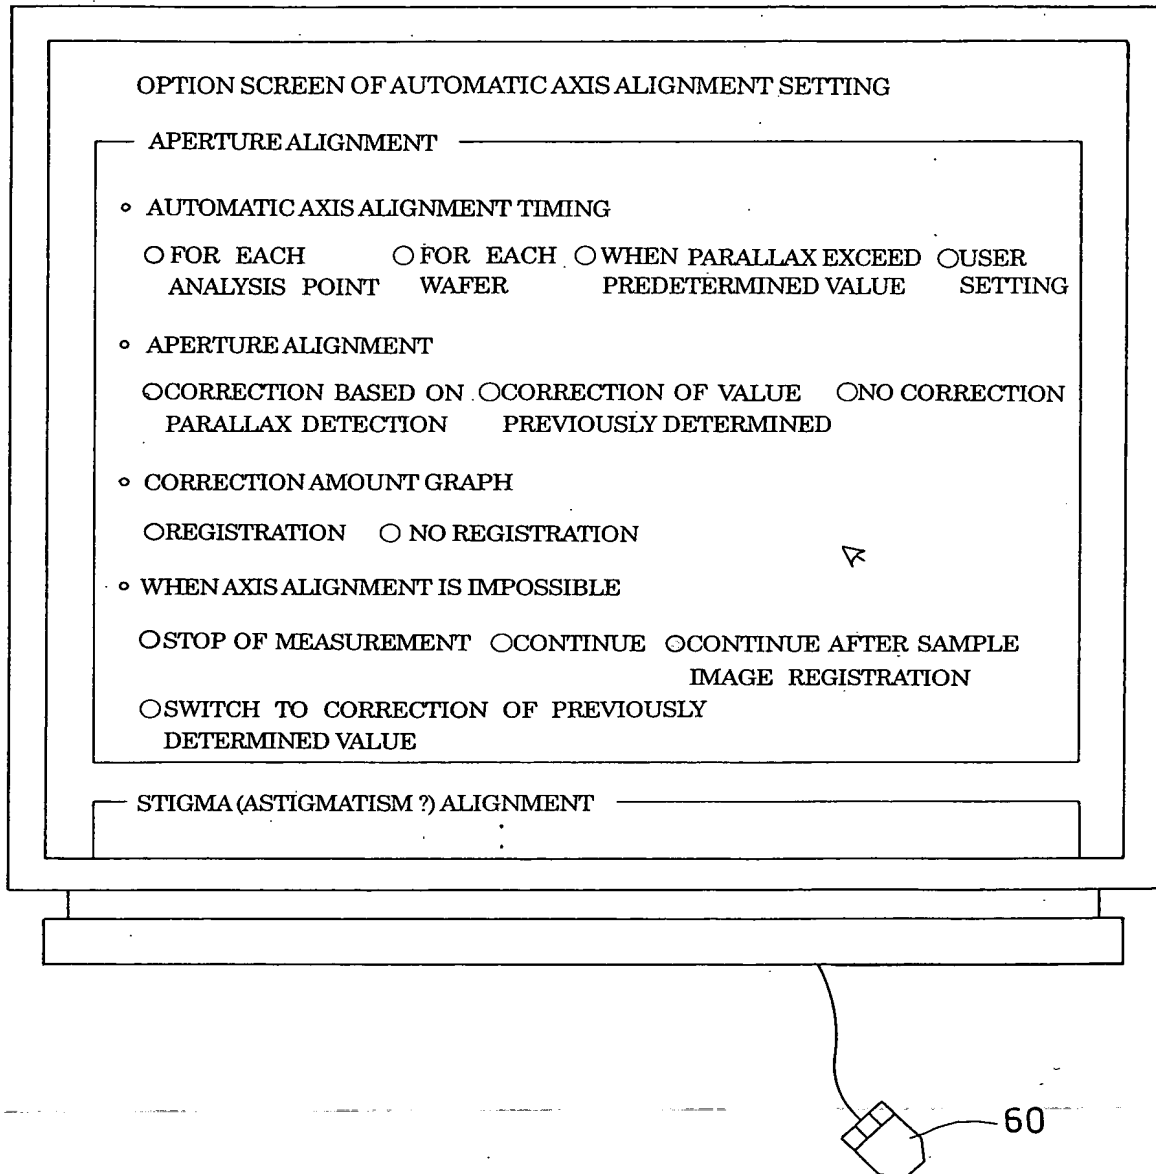 OPTION SCREEN OF AUTOMATIC AXIS ALIGNMENT SETTING
APERTURE ALIGNMENT
AUTOMATIC AXIS ALIGNMENT TIMING
FOR EACH FOR EACH WHEN PARALLAX EXCEED USER
ANALYSIS POINT WAFER PREDETERMINED VALUE SETTING
APERTURE ALIGNMENT
CORRECTION BASED ON CORRECTION OF VALUE NO CORRECTION
PARALLAX DETECTION PREVIOUSLY DETERMINED
CORRECTION AMOUNT GRAPH
REGISTRATION NO REGISTRATION
WHEN AXIS ALIGNMENT IS IMPOSSIBLE
STOP OF MEASUREMENT CONTINUE CONTINUE AFTER SAMPLE
IMAGE REGISTRATION
SWITCH TO CORRECTION OF PREVIOUSLY
DETERMINED VALUE
STIGMA (ASTIGMATISM ?) ALIGNMENT
60